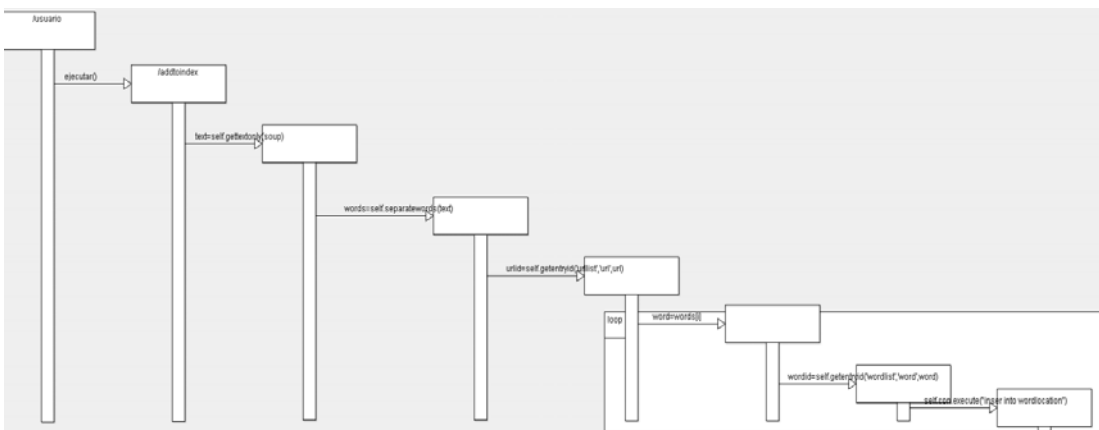 /usuario
ejecutar()
/addtoindex
text=self.gettextonly(soup)
words=self.separatewords(text)
urlid=self.getentryid('urllist','url',url)
loop
word=words[i]
wordid=self.getentryid('wordlist','word',word)
self.con.execute("inser into wordlocation")